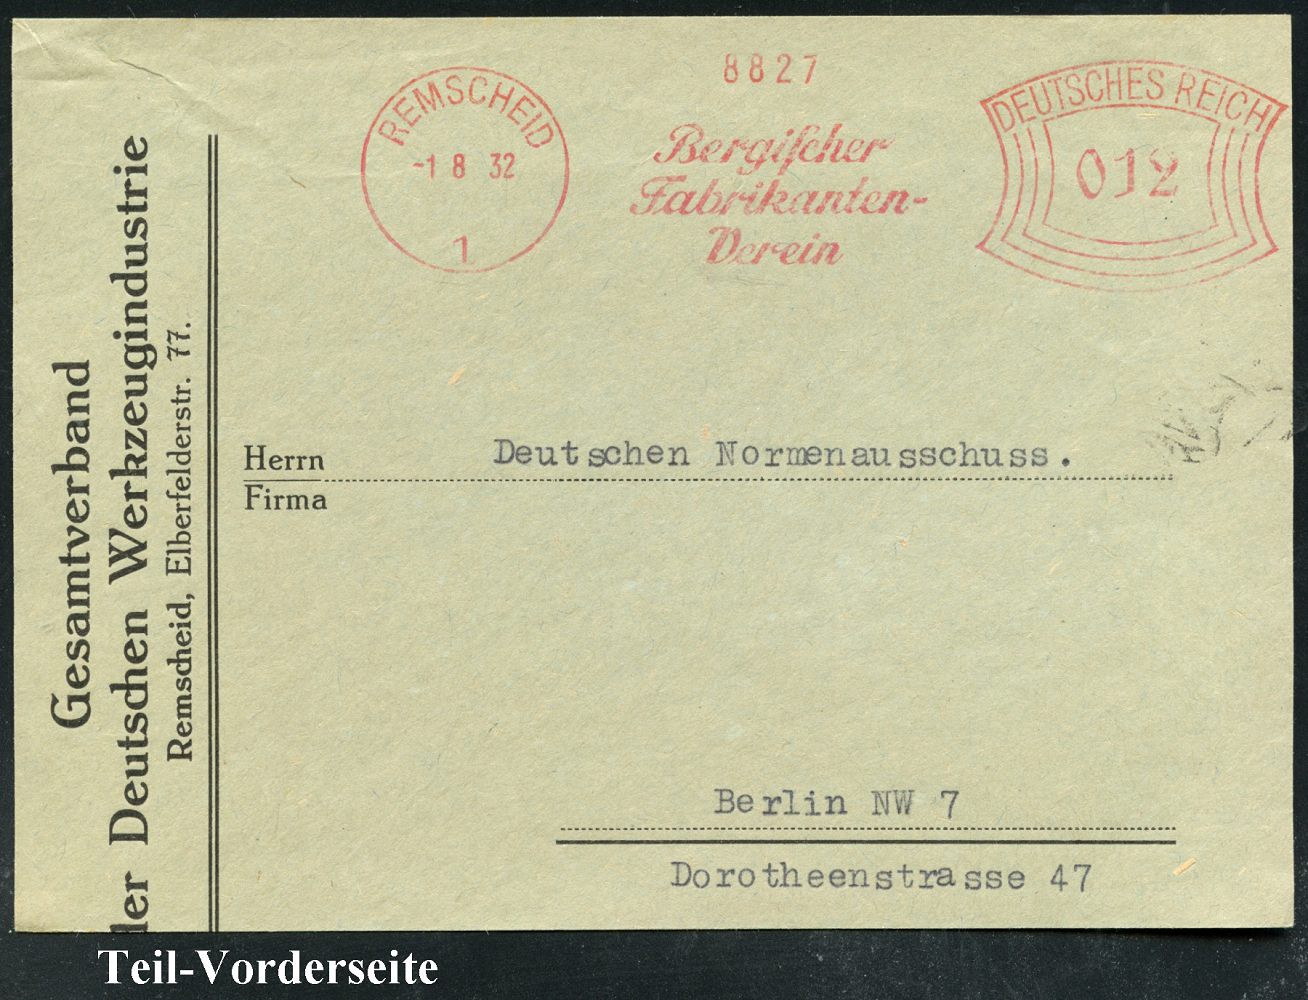 8827
REMSCHEID
-1 8 32
1
Bergischer
Fabrikanten-
Verein
DEUTSCHES REICH
012
Gesamtverband
der Deutschen Werkzeugindustrie
Remscheid, Elberfelderstr. 77.
Herrn
Firma
Deutschen Normenausschuss.
Berlin NW 7
Dorotheenstrasse 47
Teil-Vorderseite